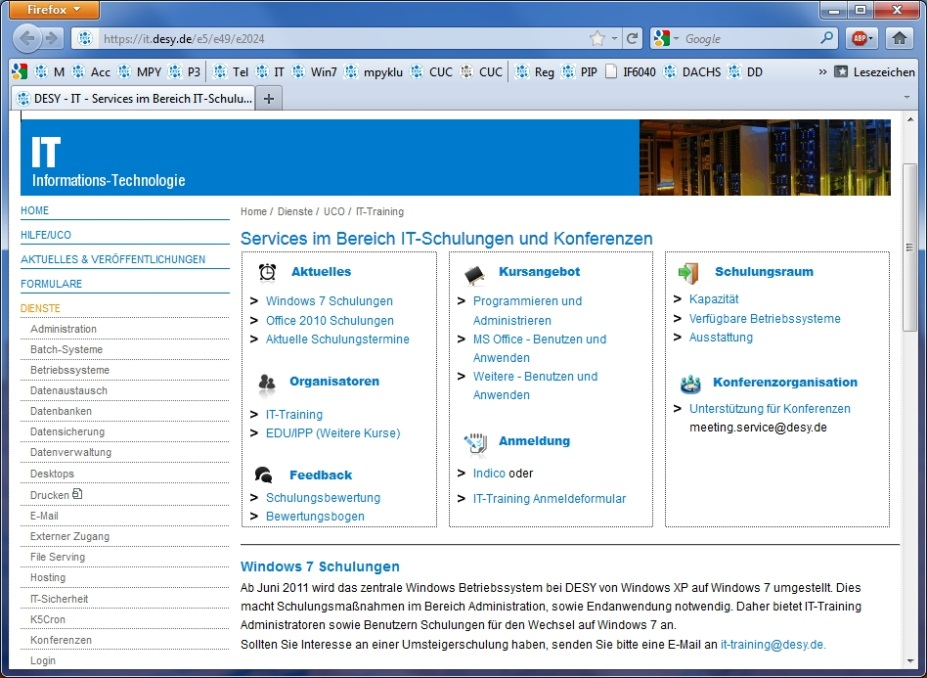 Firefox
https://it.desy.de/e5/e49/e2024
Google
ABP
M Acc MPY P3 Tel IT Win7 mpyklu CUC CUC Reg PIP IF6040 DACHS DD » Lesezeichen
DESY - IT - Services im Bereich IT-Schulu...
IT
Informations-Technologie
HOME
HILFE/UCO
AKTUELLES & VERÖFFENTLICHUNGEN
FORMULARE
DIENSTE
Administration
Batch-Systeme
Betriebssysteme
Datenaustausch
Datenbanken
Datensicherung
Datenverwaltung
Desktops
Drucken
E-Mail
Externer Zugang
File Serving
Hosting
IT-Sicherheit
K5Cron
Konferenzen
Login
Home / Dienste / UCO / IT-Training
Services im Bereich IT-Schulungen und Konferenzen
Aktuelles
> Windows 7 Schulungen
> Office 2010 Schulungen
> Aktuelle Schulungstermine
Organisatoren
> IT-Training
> EDU/IPP (Weitere Kurse)
Feedback
> Schulungsbewertung
> Bewertungsbogen
Kursangebot
> Programmieren und
Administrieren
> MS Office - Benutzen und
Anwenden
> Weitere - Benutzen und
Anwenden
Anmeldung
> Indico oder
> IT-Training Anmeldeformular
Schulungsraum
> Kapazität
> Verfügbare Betriebssysteme
> Ausstattung
Konferenzorganisation
> Unterstützung für Konferenzen
meeting.service@desy.de
Windows 7 Schulungen
Ab Juni 2011 wird das zentrale Windows Betriebssystem bei DESY von Windows XP auf Windows 7 umgestellt. Dies
macht Schulungsmaßnahmen im Bereich Administration, sowie Endanwendung notwendig. Daher bietet IT-Training
Administratoren sowie Benutzern Schulungen für den Wechsel auf Windows 7 an.
Sollten Sie Interesse an einer Umsteigerschulung haben, senden Sie bitte eine E-Mail an it-training@desy.de.